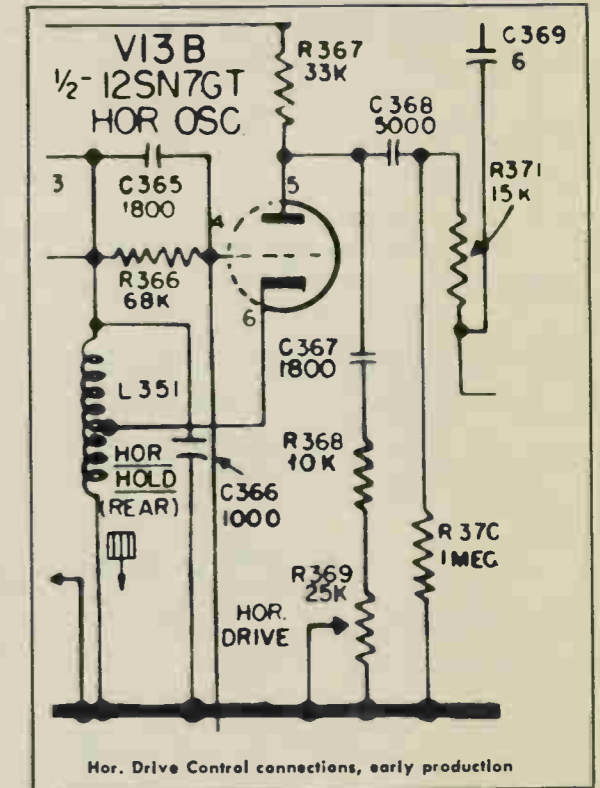 V13B
½-12SN7GT
HOR OSC
R367
33K
C369
6
C368
5000
R371
15K
3
C365
1800
4
5
R366
68K
6
L351
C367
1800
HOR
HOLD
(REAR)
C366
1000
R368
10K
R369
25K
HOR.
DRIVE
R 37C
1MEG
Hor. Drive Control connections, early production